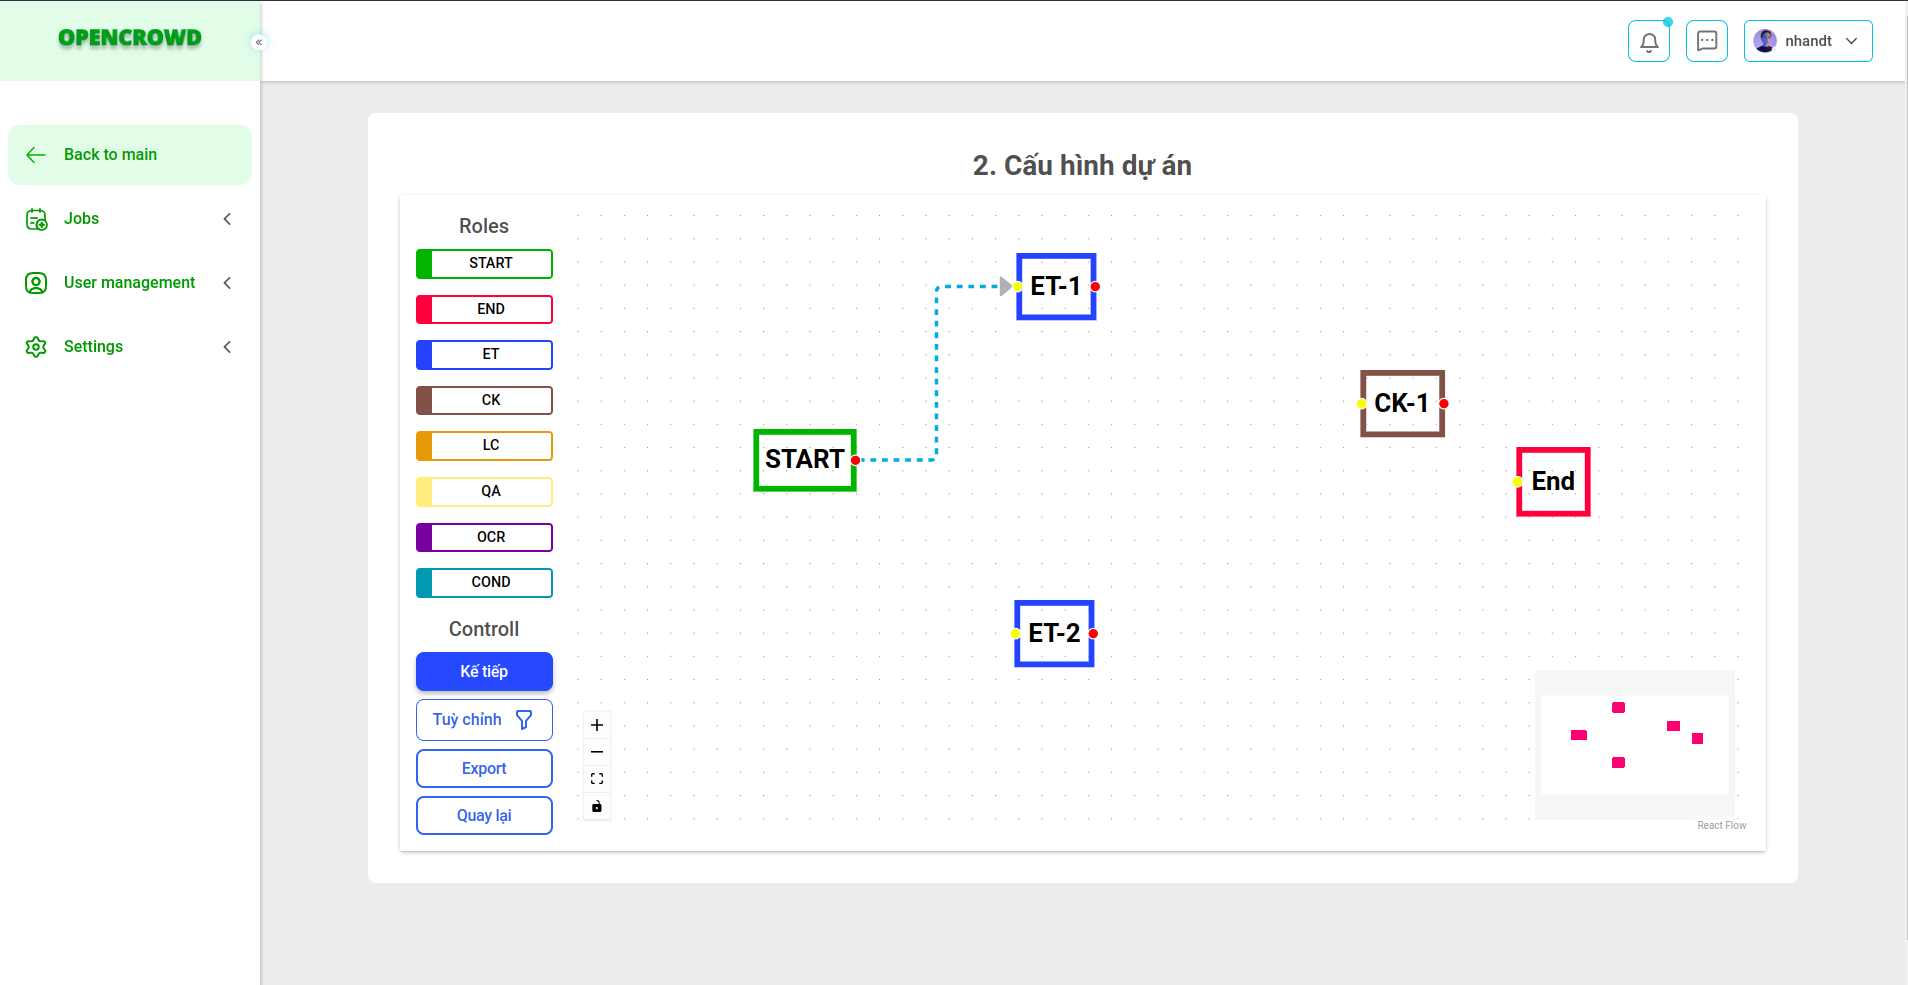 OPENCROWD
«
nhandt
Back to main
Jobs
User management
Settings
2. Cấu hình dự án
Roles
START
END
ET
CK
LC
QA
OCR
COND
Controll
Kế tiếp
Tuỳ chỉnh
Export
Quay lại
ET-1
CK-1
START
End
ET-2
React Flow